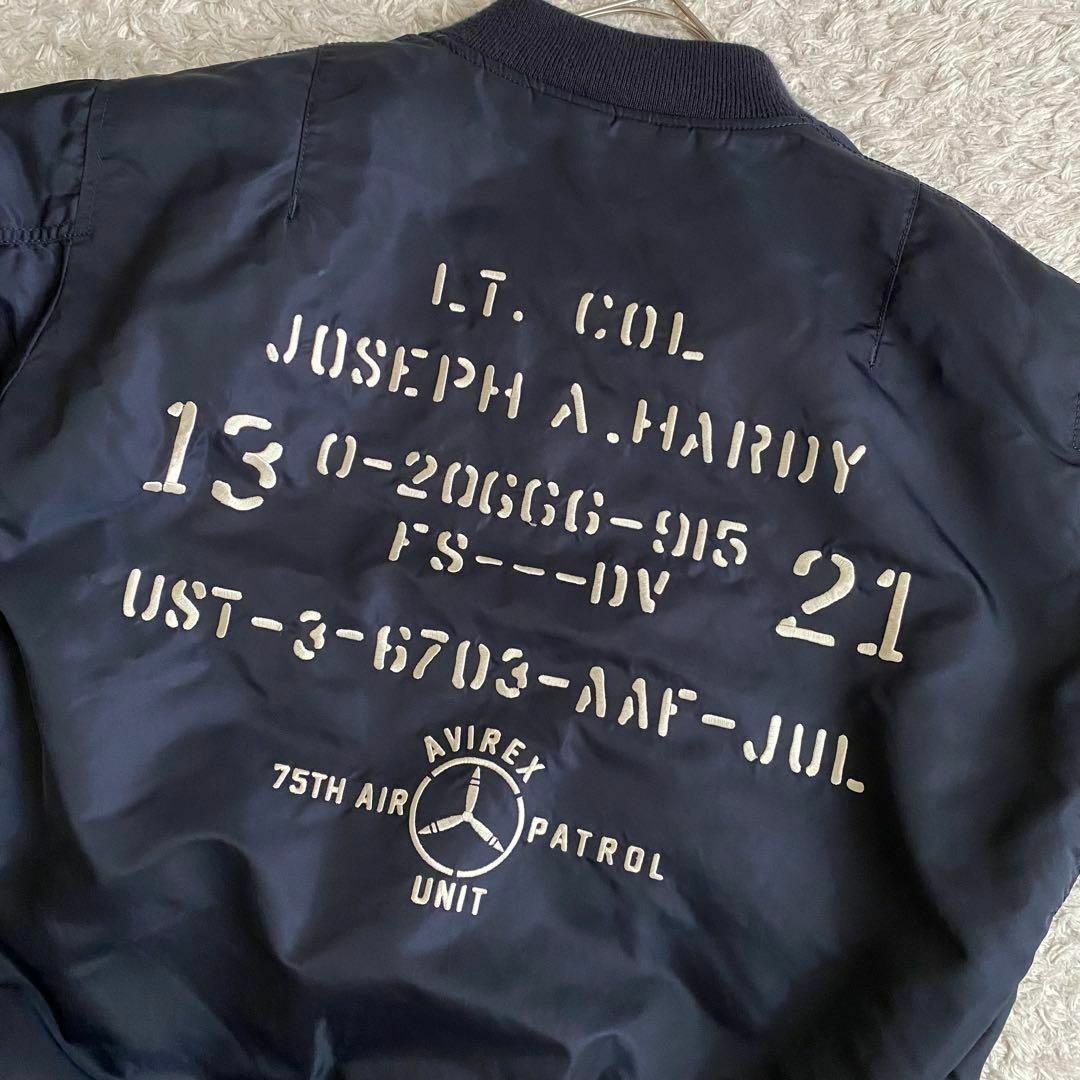 LT. COL
JOSEPH A.HARDY
13 0-20666-915 21
FS---DV
UST-3-6703-AAF-JUL
AVIREX
75TH AIR PATROL
UNIT